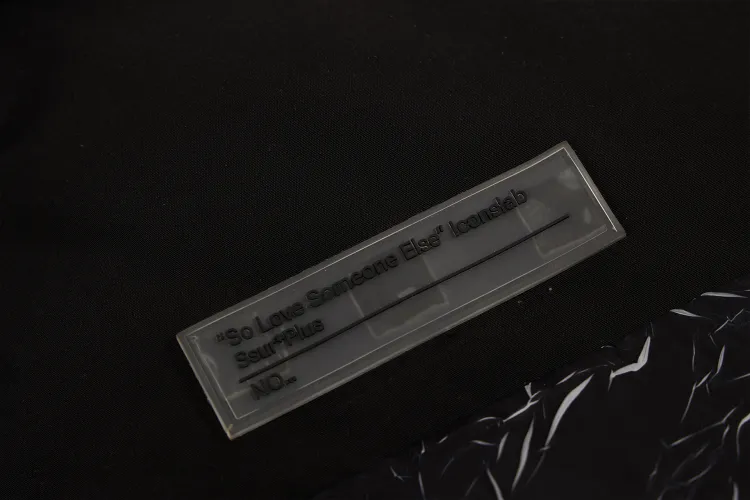 "So Love Someone Else" Iconslab
Ssur*Plus
NO..